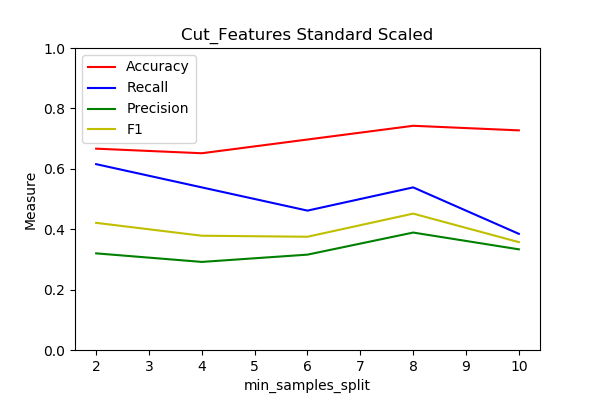 Cut_Features Standard Scaled
1.0
0.8
0.6
0.4
0.2
0.0
Measure
Accuracy
Recall
Precision
F1
2 3 4 5 6 7 8 9 10
min_samples_split